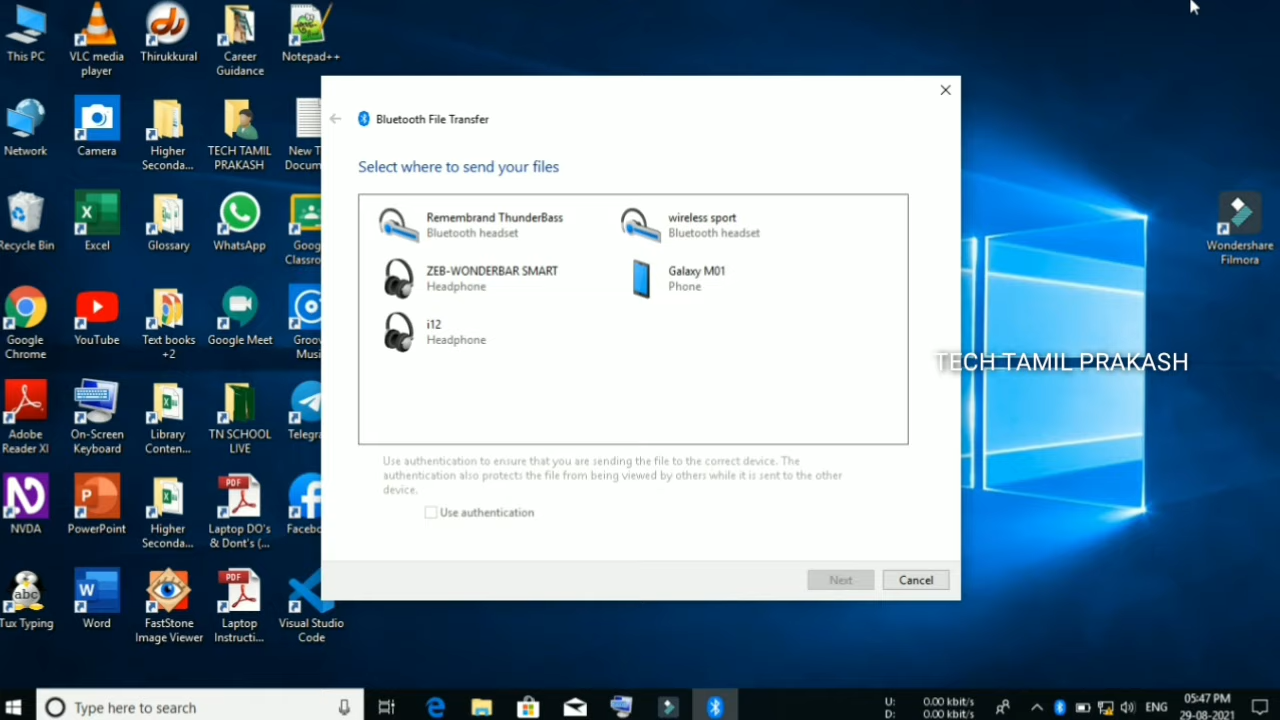 This PC
VLC media
player
Thirukkural
Career
Guidance
Notepad++
Network
Camera
Higher
Seconda...
TECH TAMIL
PRAKASH
New T
Docum
Recycle Bin
Excel
Glossary
WhatsApp
Goog
Classro
Google
Chrome
YouTube
Text books
+2
Google Meet
Groov
Musi
Adobe
Reader XI
On-Screen
Keyboard
Library
Conten...
TN SCHOOL
LIVE
Telegra
NVDA
PowerPoint
Higher
Seconda...
PDF
Laptop DO's
& Dont's (...
Facebo
abc
Tux Typing
Word
FastStone
Image Viewer
PDF
Laptop
Instructi...
Visual Studio
Code
Bluetooth File Transfer
Select where to send your files
Remembrand ThunderBass
Bluetooth headset
wireless sport
Bluetooth headset
ZEB-WONDERBAR SMART
Headphone
Galaxy M01
Phone
i12
Headphone
Use authentication to ensure that you are sending the file to the correct device. The
authentication also protects the file from being viewed by others while it is sent to the other
device.
Use authentication
Next
Cancel
Wondershare
Filmora
TECH TAMIL PRAKASH
Type here to search
U: 0.00 kbit/s
D: 0.00 kbit/s
ENG
05:47 PM
29-08-2021